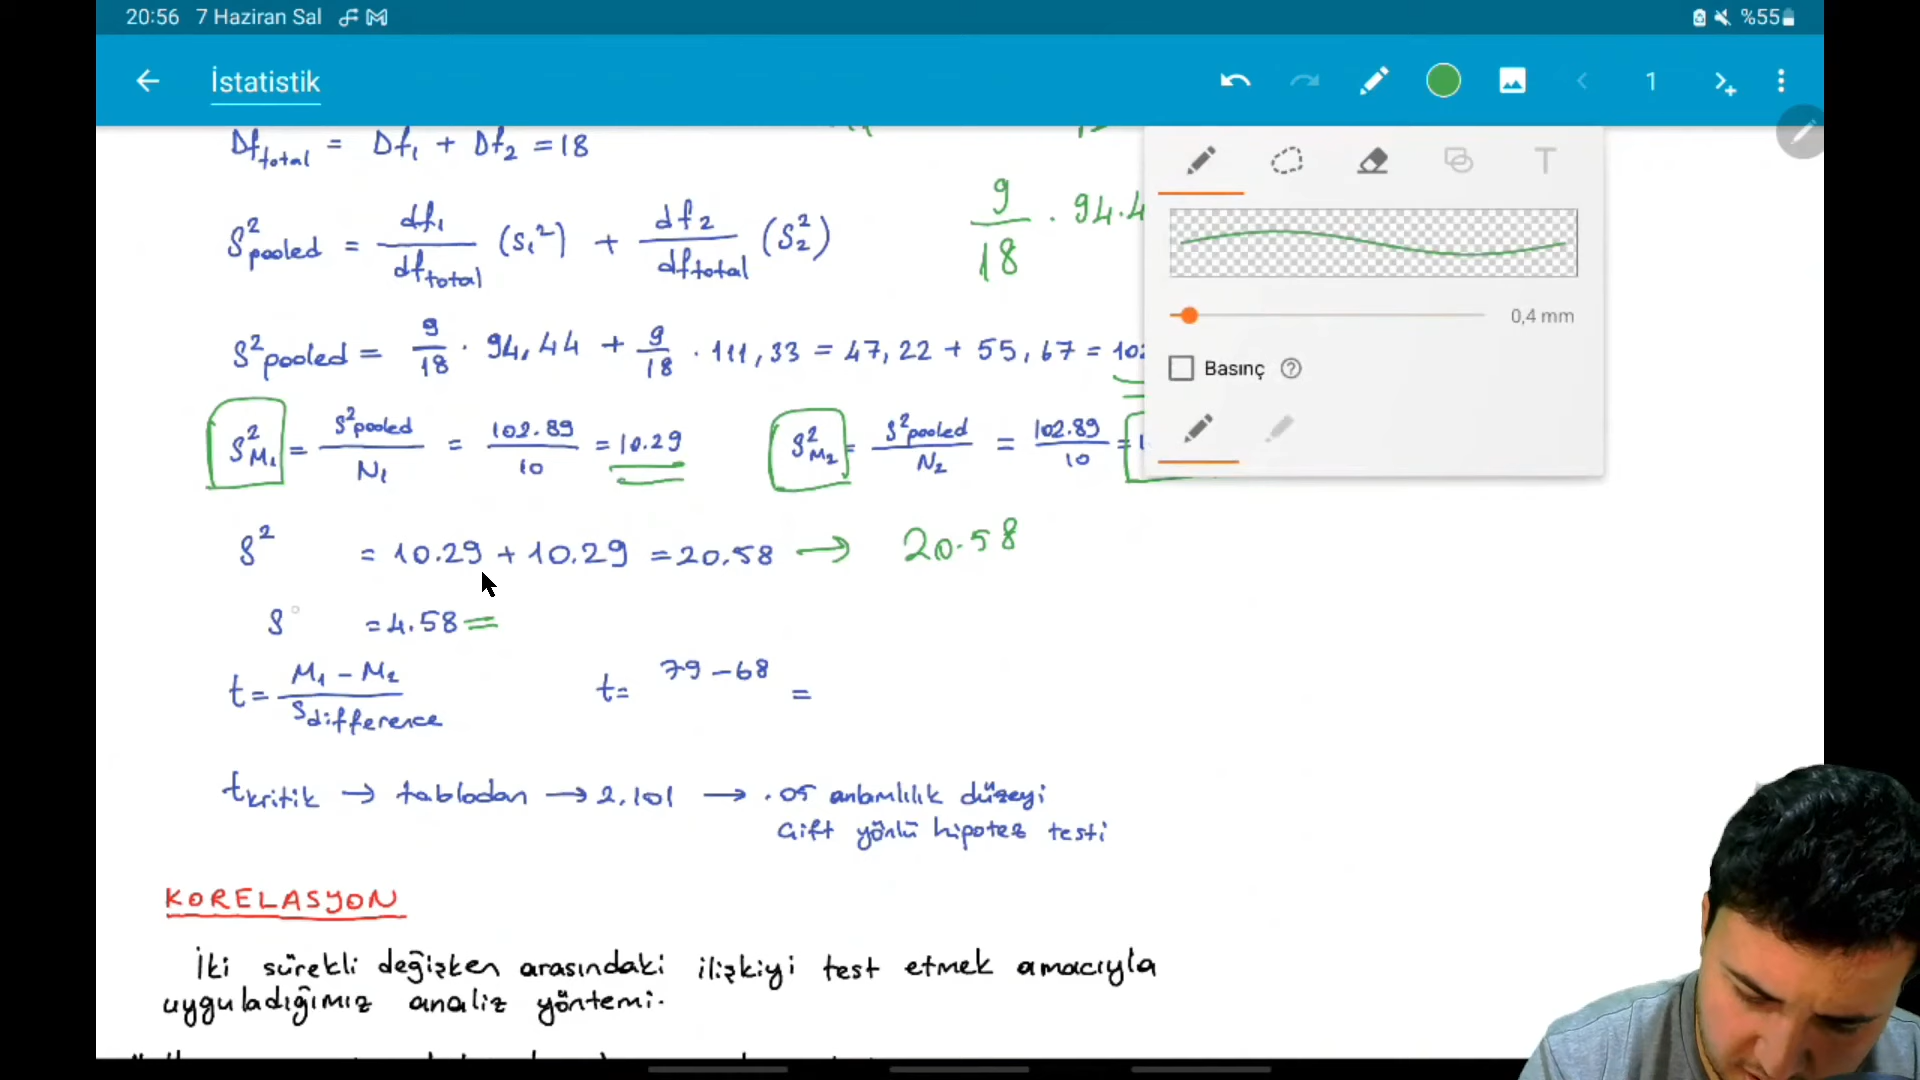 20:56 7 Haziran Sal %55
İstatistik 1
Df total = Df1 + Df2 = 18
S²pooled = df1/dftotal (S1²) + df2/dftotal (S2²)
9/18 · 94.4
S²pooled = 9/18 · 94,44 + 9/18 · 111,33 = 47,22 + 55,67 = 102
0,4 mm
Basınç
S²M1 = S²pooled/N1 = 102.89/10 = 10.29 S²M2 = S²pooled/N2 = 102.89/10 = 1
S² = 10.29 + 10.29 = 20.58 → 20.58
S = 4.58 =
t = M1 - M2/Sdifference t = 79 - 68 =
tkritik → tablodan → 2,101 → .05 anlamlılık düzeyi
Çift yönlü hipotez testi
KORELASYON
İki sürekli değişken arasındaki ilişkiyi test etmek amacıyla
uyguladığımız analiz yöntemi.